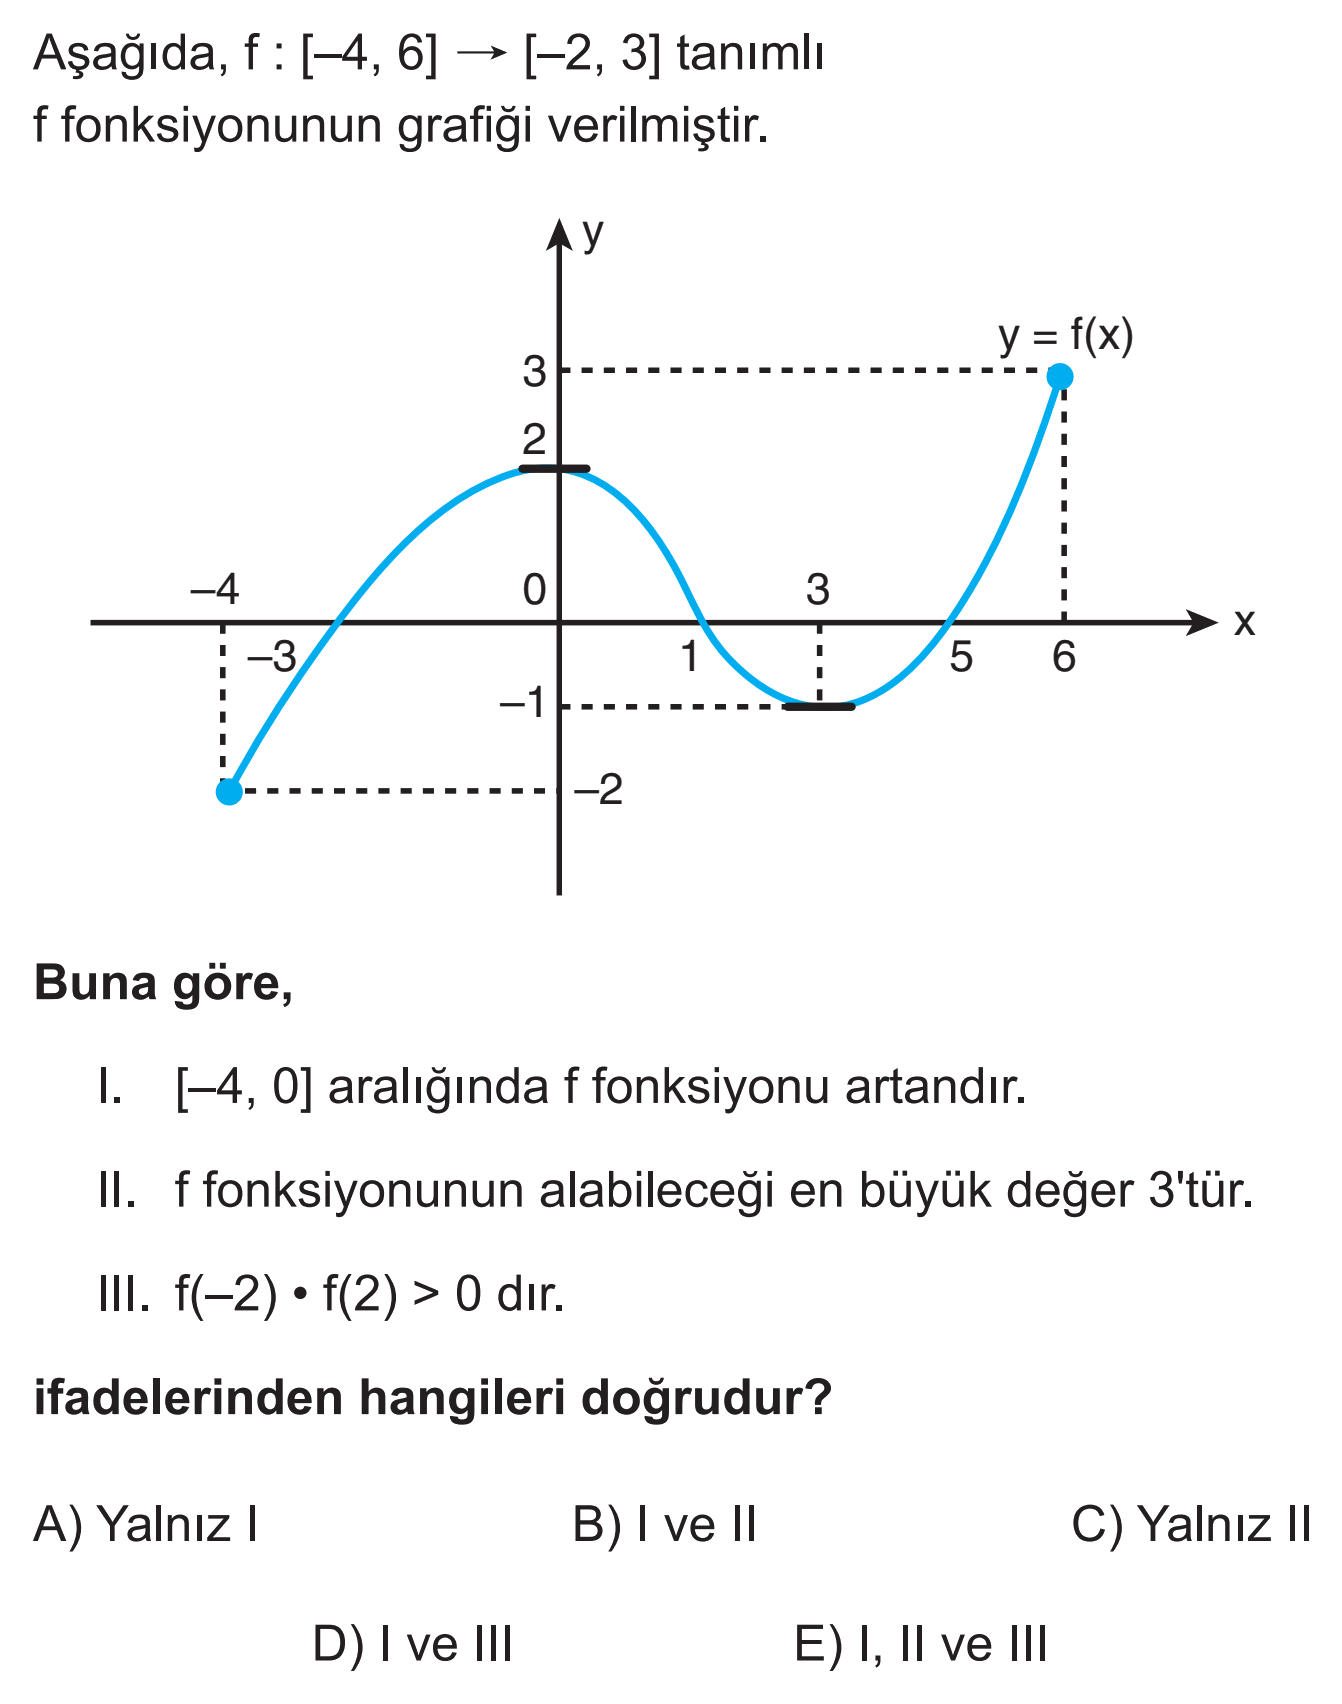 Aşağıda, f : [–4, 6] → [–2, 3] tanımlı
f fonksiyonunun grafiği verilmiştir.
y
y = f(x)
3
2
–4
0
3
x
–3
1
5
6
–1
–2
Buna göre,
I. [–4, 0] aralığında f fonksiyonu artandır.
II. f fonksiyonunun alabileceği en büyük değer 3'tür.
III. f(–2) • f(2) > 0 dır.
ifadelerinden hangileri doğrudur?
A) Yalnız I B) I ve II C) Yalnız II
D) I ve III E) I, II ve III